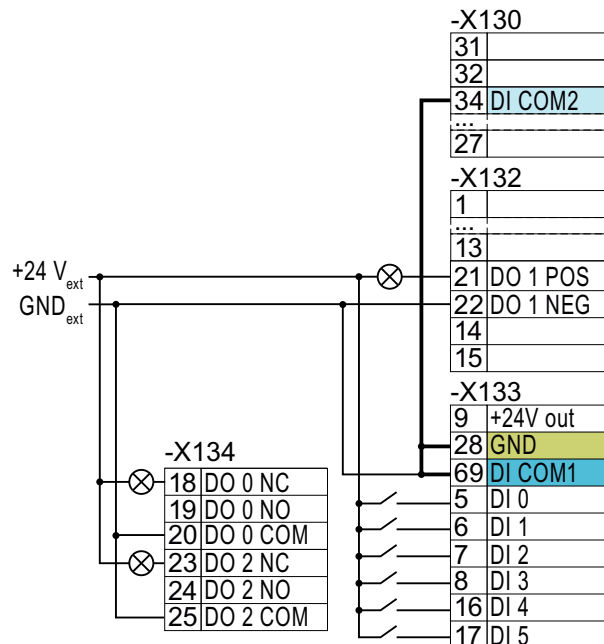 -X130
31
32
34 DI COM2
...
27
-X132
1
...
13
+24 Vext
21 DO 1 POS
GNDext
22 DO 1 NEG
14
15
-X133
9 +24V out
28 GND
69 DI COM1
5 DI 0
6 DI 1
7 DI 2
8 DI 3
16 DI 4
17 DI 5
-X134
18 DO 0 NC
19 DO 0 NO
20 DO 0 COM
23 DO 2 NC
24 DO 2 NO
25 DO 2 COM